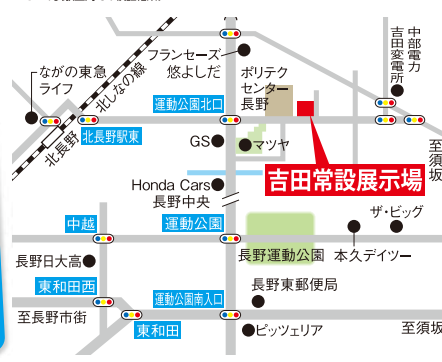 フランセーズ
悠よしだ
中部電力
吉田変電所
ながの東急
ライフ
北しなの線
ポリテク
センター
長野
運動公園北口
北長野駅東
北長野
GS
マツヤ
至須坂
吉田常設展示場
Honda Cars
長野中央
ザ・ビッグ
中越
運動公園
長野運動公園
本久デイツー
長野日大高
長野東郵便局
東和田西
運動公園南入口
至長野市街
東和田
ピッツェリア
至須坂